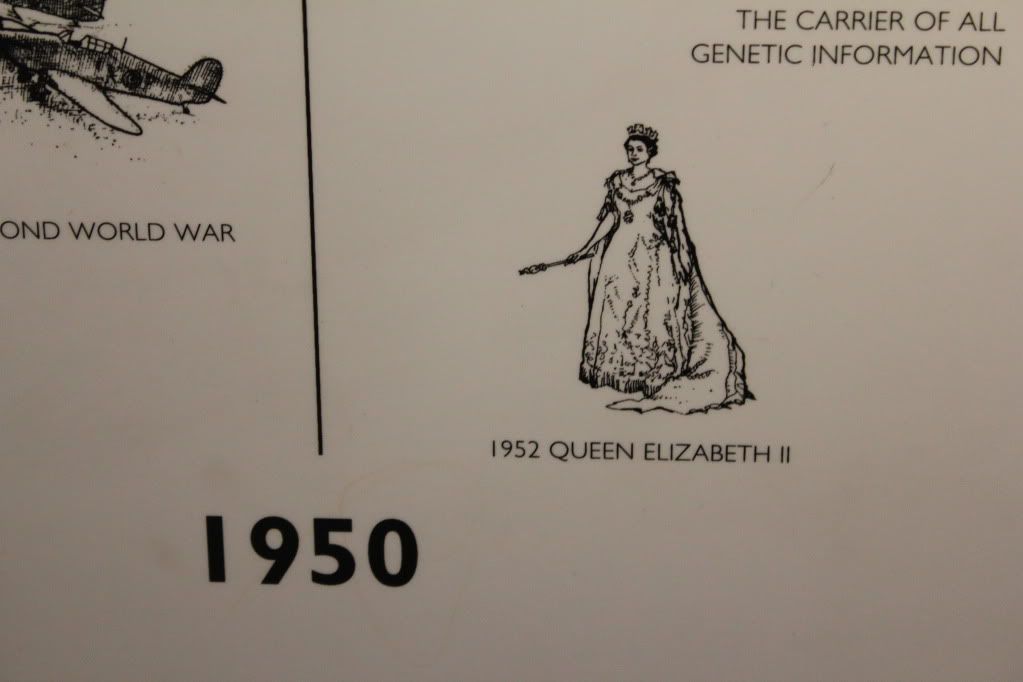 THE CARRIER OF ALL
GENETIC INFORMATION
OND WORLD WAR
1952 QUEEN ELIZABETH II
1950